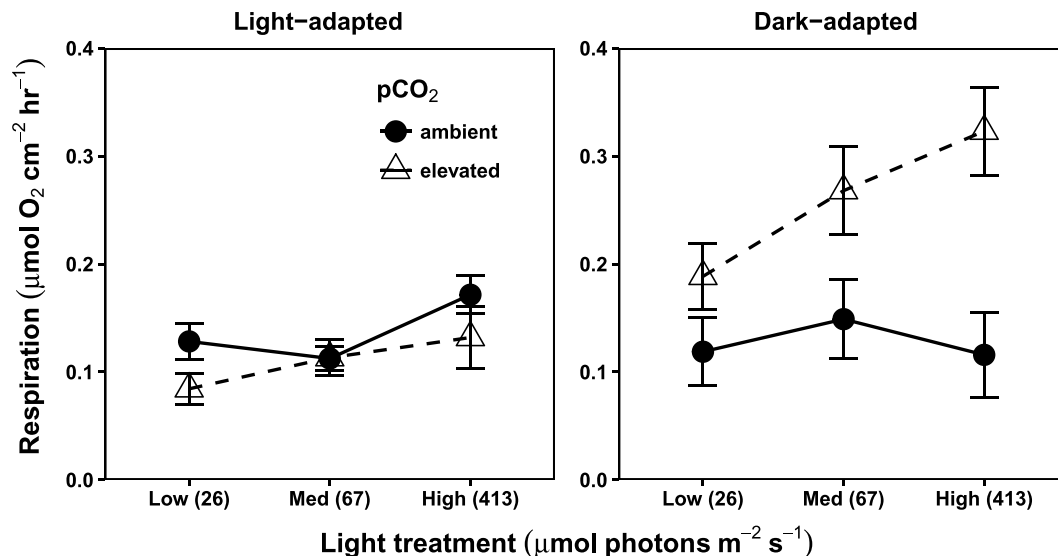 Light−adapted
Dark−adapted
Respiration (μmol O₂ cm⁻² hr⁻¹)
0.4
0.3
0.2
0.1
0.0
pCO₂
ambient
elevated
0.4
0.3
0.2
0.1
0.0
Low (26) Med (67) High (413)
Low (26) Med (67) High (413)
Light treatment (μmol photons m⁻² s⁻¹)